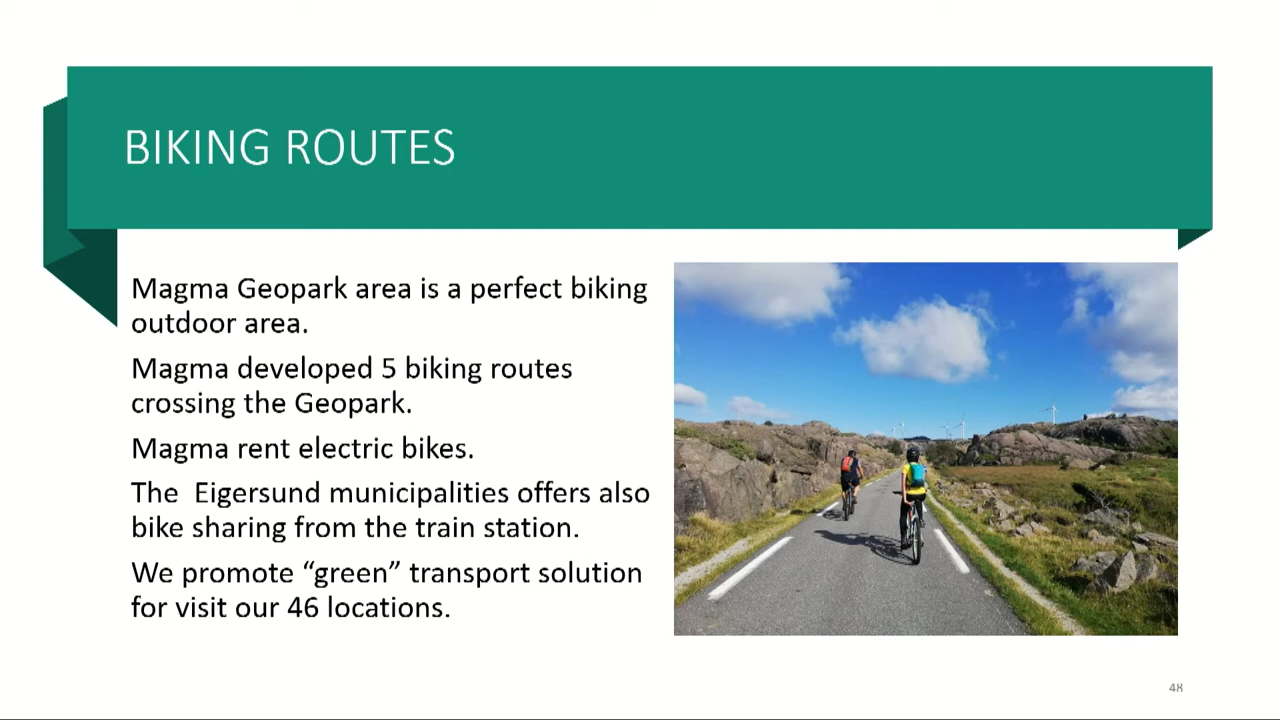 BIKING ROUTES
Magma Geopark area is a perfect biking
outdoor area.
Magma developed 5 biking routes
crossing the Geopark.
Magma rent electric bikes.
The  Eigersund municipalities offers also
bike sharing from the train station.
We promote “green” transport solution
for visit our 46 locations.
48